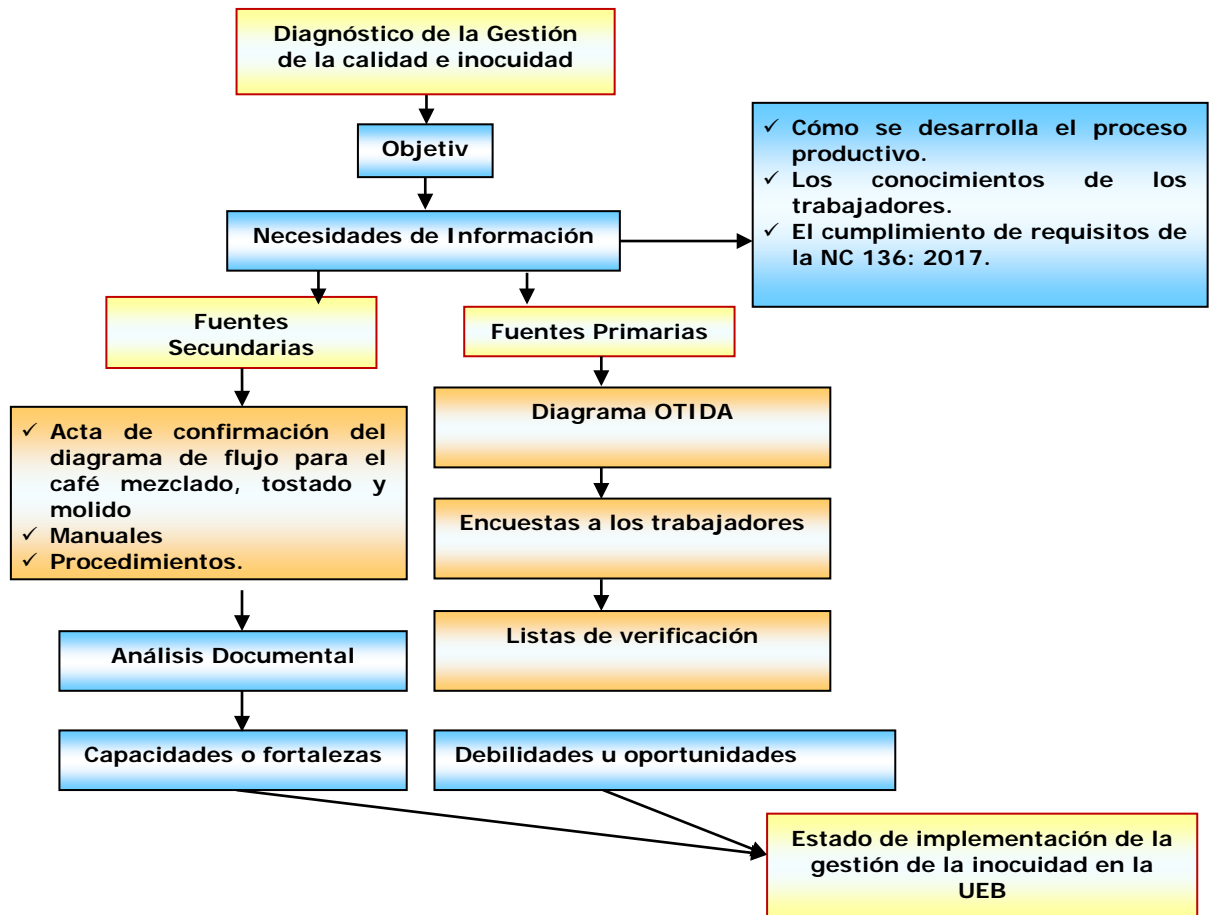 Diagnóstico de la Gestión
de la calidad e inocuidad
Objetiv
Necesidades de Información
✓ Cómo se desarrolla el proceso
productivo.
✓ Los conocimientos de los
trabajadores.
✓ El cumplimiento de requisitos de
la NC 136: 2017.
Fuentes
Secundarias
Fuentes Primarias
✓ Acta de confirmación del
diagrama de flujo para el
café mezclado, tostado y
molido
✓ Manuales
✓ Procedimientos.
Diagrama OTIDA
Encuestas a los trabajadores
Listas de verificación
Análisis Documental
Capacidades o fortalezas
Debilidades u oportunidades
Estado de implementación de la
gestión de la inocuidad en la
UEB